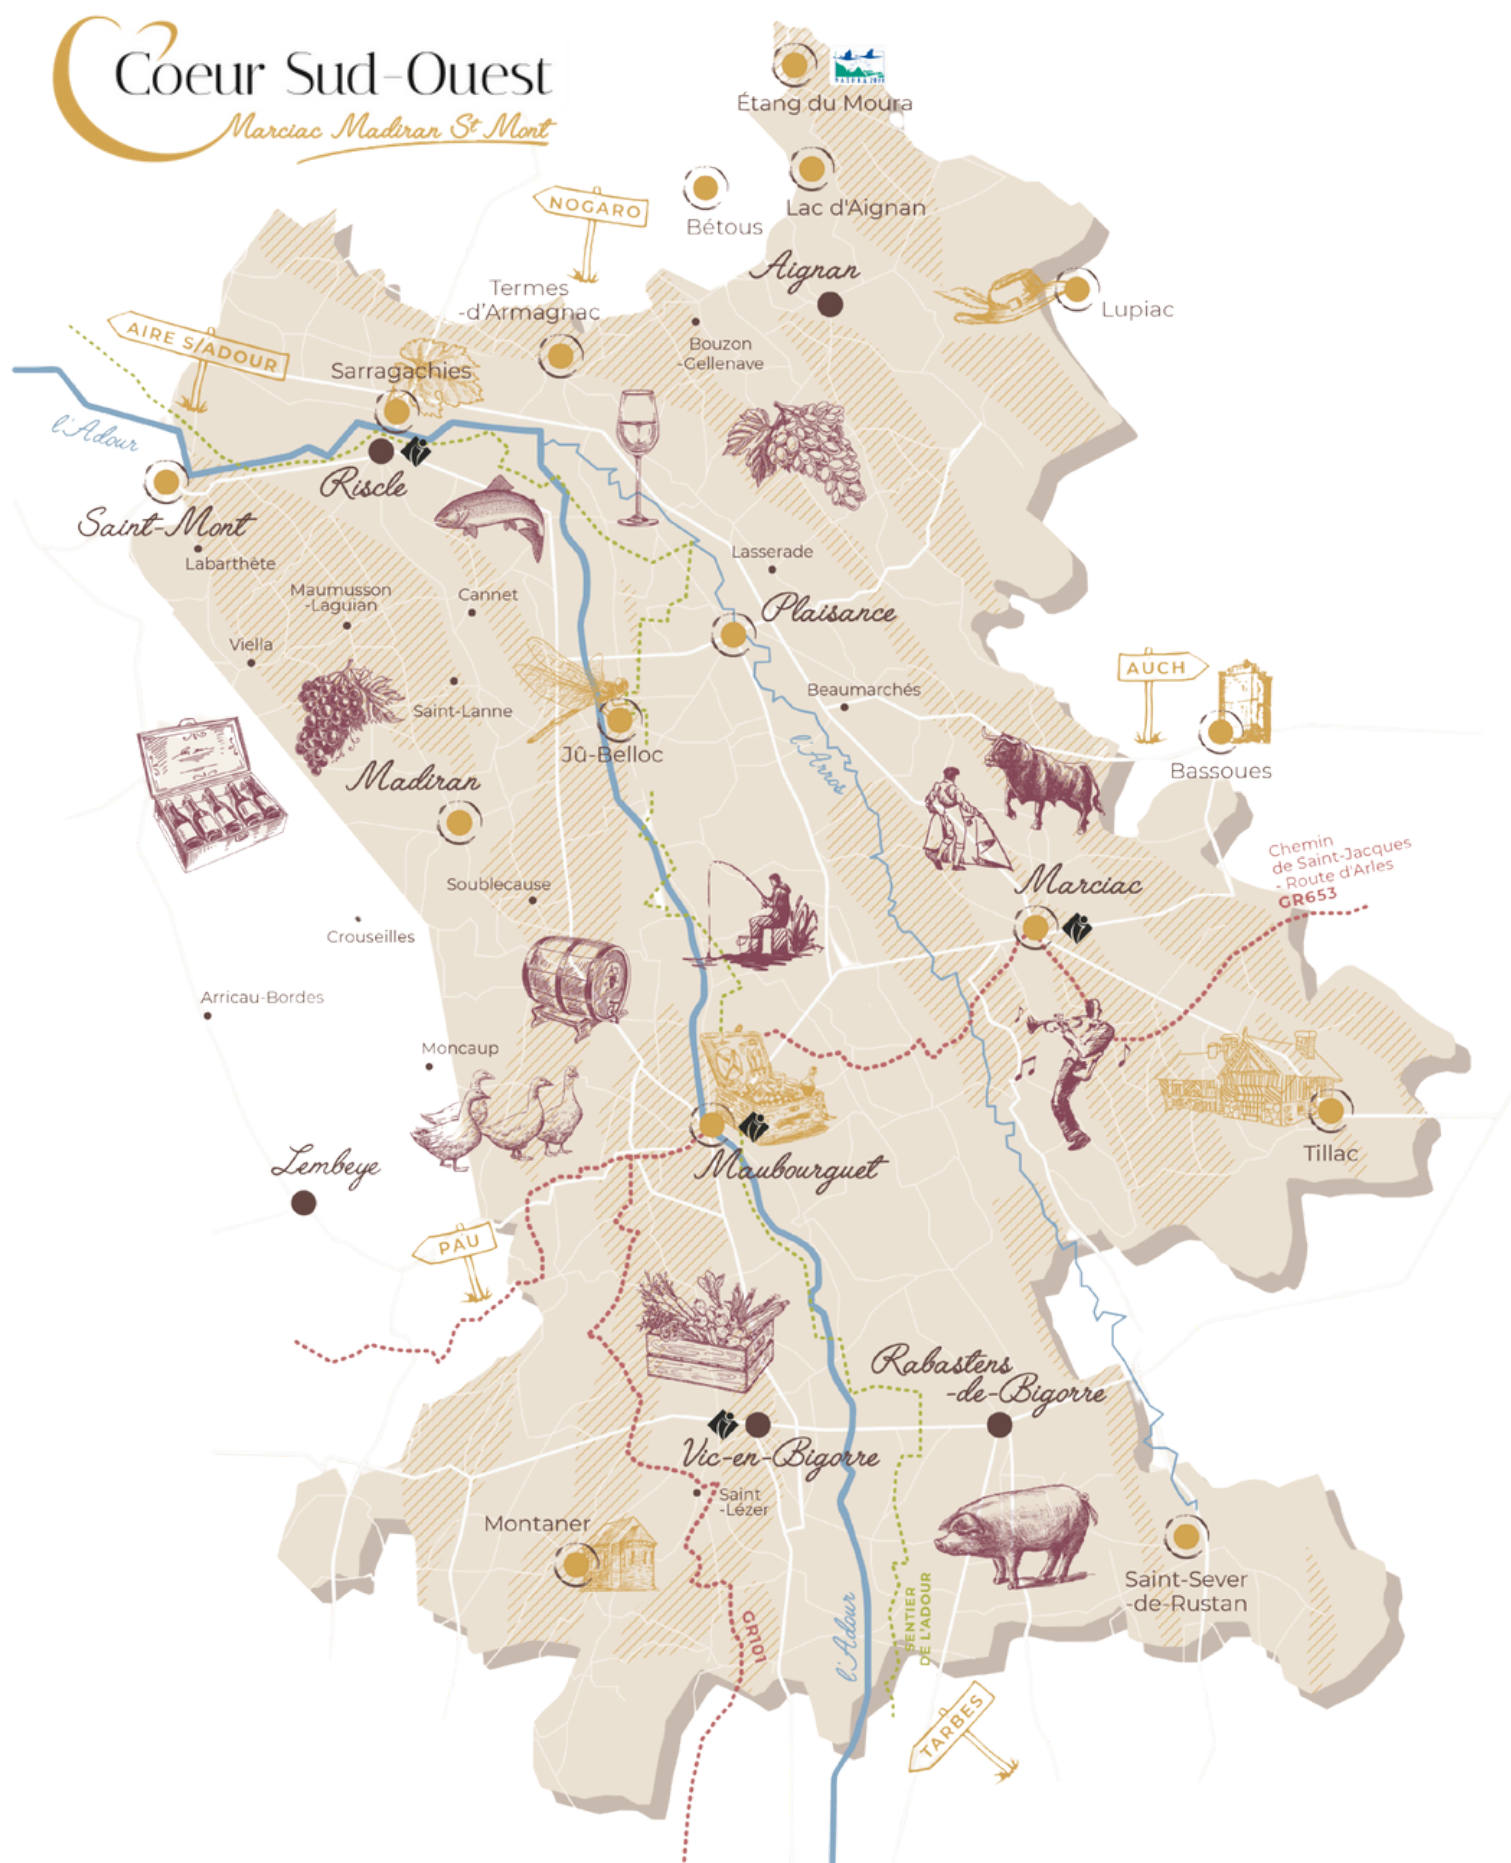 Coeur Sud-Ouest
Marciac Madiran St Mont
NATURA 2000
Étang du Moura
Lac d'Aignan
NOGARO
Bétous
Aignan
Termes
-d'Armagnac
Lupiac
AIRE S/ADOUR
Bouzon
-Gellenave
Sarragachies
l'Adour
Riscle
Saint-Mont
Labarthète
Lasserade
Maumusson
-Laguian
Cannet
Plaisance
Viella
AUCH
Beaumarchés
Saint-Lanne
Jû-Belloc
l'Arros
Bassoues
Madiran
Chemin
de Saint-Jacques
- Route d'Arles
GR653
Marciac
Soublecause
Crouseilles
Arricau-Bordes
Moncaup
Tillac
Lembeye
Maubourguet
PAU
Rabastens
-de-Bigorre
Vic-en-Bigorre
Saint
-Lézer
Montaner
Saint-Sever
-de-Rustan
GR101
l'Adour
SENTIER
DE L'ADOUR
TARBES